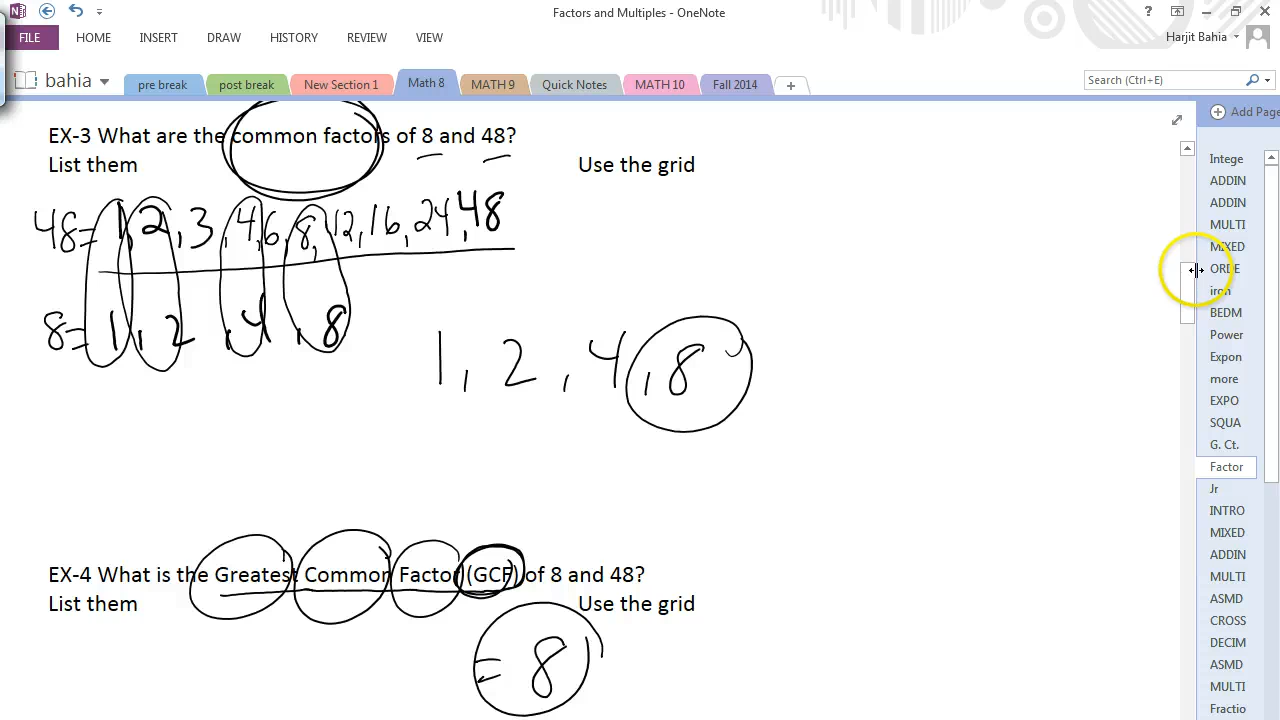 Factors and Multiples - OneNote
?
FILE HOME INSERT DRAW HISTORY REVIEW VIEW
Harjit Bahia
bahia
pre break post break New Section 1 Math 8 MATH 9 Quick Notes MATH 10 Fall 2014
Search (Ctrl+E)
Add Page
EX-3 What are the common factors of 8 and 48?
List them
Use the grid
48= 1, 2, 3, 4, 6, 8, 12, 16, 24, 48
8= 1, 2, 4, 8
1, 2, 4, 8
EX-4 What is the Greatest Common Factor (GCF) of 8 and 48?
List them
Use the grid
= 8
Intege
ADDIN
ADDIN
MULTI
MIXED
ORDE
iron
BEDM
Power
Expon
more
EXPO
SQUA
G. Ct.
Factor
Jr
INTRO
MIXED
ADDIN
MULTI
ASMD
CROSS
DECIM
ASMD
MULTI
Fractio